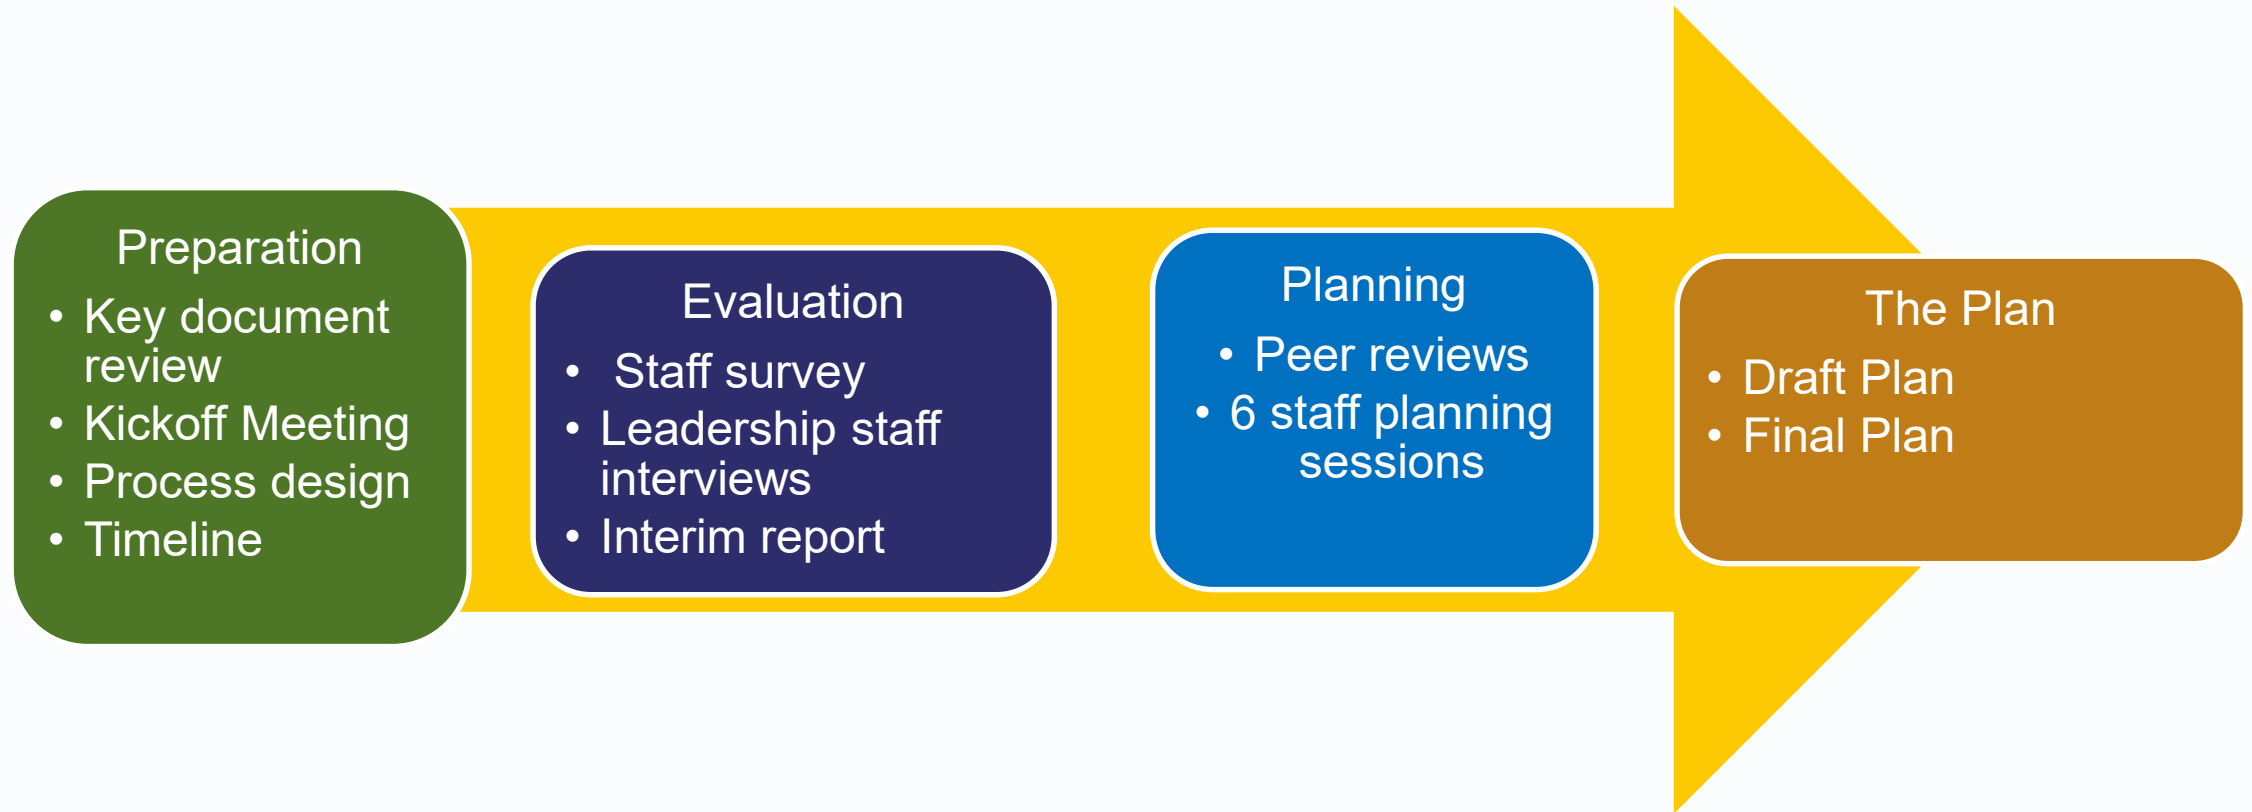 Preparation
• Key document
review
• Kickoff Meeting
• Process design
• Timeline
Evaluation
• Staff survey
• Leadership staff
interviews
• Interim report
Planning
• Peer reviews
• 6 staff planning
sessions
The Plan
• Draft Plan
• Final Plan